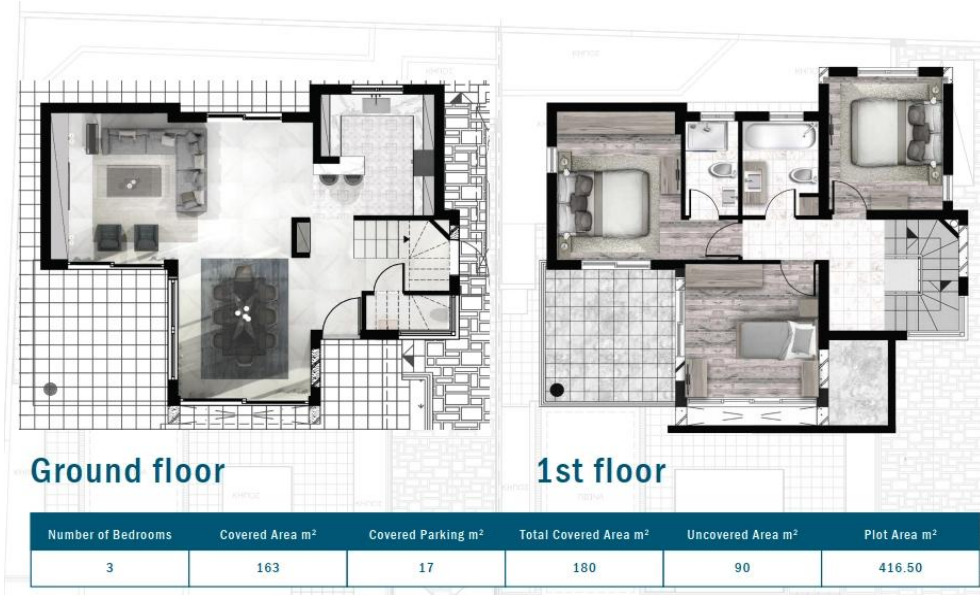 Ground floor
1st floor
Number of Bedrooms Covered Area m² Covered Parking m² Total Covered Area m² Uncovered Area m² Plot Area m²
3 163 17 180 90 416.50